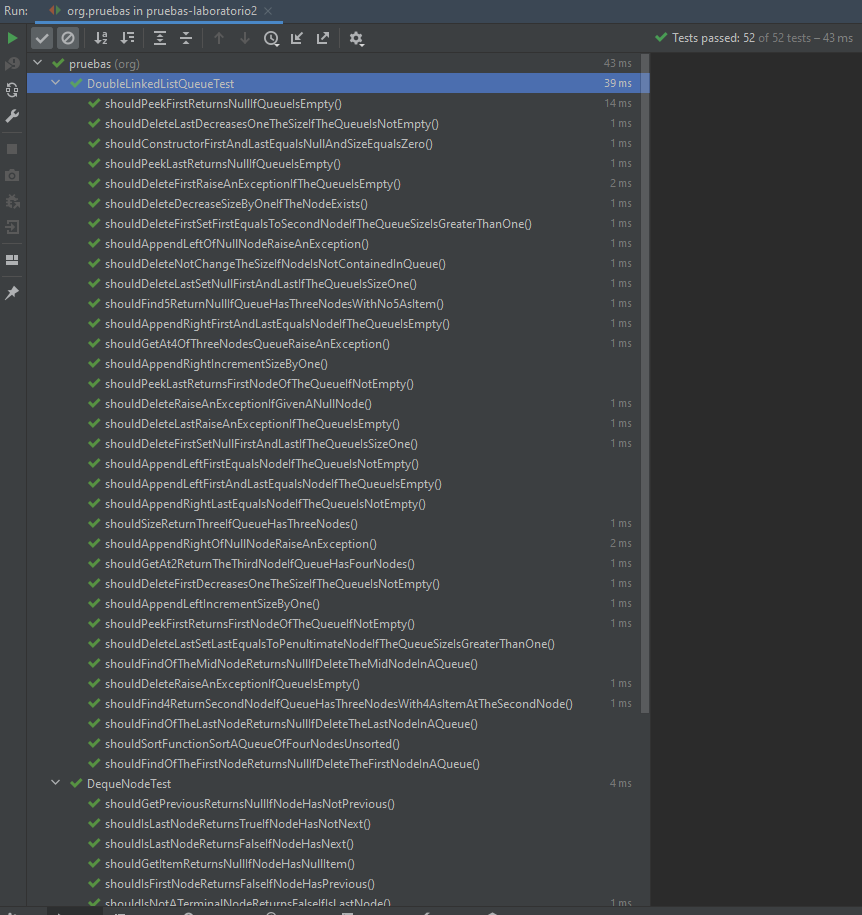 Run: org.pruebas in pruebas-laboratorio2
Tests passed: 52 of 52 tests – 43 ms
pruebas (org) 43 ms
DoubleLinkedListQueueTest 39 ms
shouldPeekFirstReturnsNullIfQueueIsEmpty() 14 ms
shouldDeleteLastDecreasesOneTheSizeIfTheQueueIsNotEmpty() 1 ms
shouldConstructorFirstAndLastEqualsNullAndSizeEqualsZero() 1 ms
shouldPeekLastReturnsNullIfQueueIsEmpty() 1 ms
shouldDeleteFirstRaiseAnExceptionIfTheQueueIsEmpty() 2 ms
shouldDeleteDecreaseSizeByOneIfTheNodeExists() 1 ms
shouldDeleteFirstSetFirstEqualsToSecondNodeIfTheQueueSizeIsGreaterThanOne() 1 ms
shouldAppendLeftOfNullNodeRaiseAnException() 1 ms
shouldDeleteNotChangeTheSizeIfNodeIsNotContainedInQueue() 1 ms
shouldDeleteLastSetNullFirstAndLastIfTheQueueIsSizeOne() 1 ms
shouldFind5ReturnNullIfQueueHasThreeNodesWithNo5AsItem() 1 ms
shouldAppendRightFirstAndLastEqualsNodeIfTheQueueIsEmpty() 1 ms
shouldGetAt4OfThreeNodesQueueRaiseAnException() 1 ms
shouldAppendRightIncrementSizeByOne()
shouldPeekLastReturnsFirstNodeOfTheQueueIfNotEmpty()
shouldDeleteRaiseAnExceptionIfGivenANullNode() 1 ms
shouldDeleteLastRaiseAnExceptionIfTheQueueIsEmpty() 1 ms
shouldDeleteFirstSetNullFirstAndLastIfTheQueueIsSizeOne() 1 ms
shouldAppendLeftFirstEqualsNodeIfTheQueueIsNotEmpty()
shouldAppendLeftFirstAndLastEqualsNodeIfTheQueueIsEmpty()
shouldAppendRightLastEqualsNodeIfTheQueueIsNotEmpty()
shouldSizeReturnThreeIfQueueHasThreeNodes() 1 ms
shouldAppendRightOfNullNodeRaiseAnException() 2 ms
shouldGetAt2ReturnTheThirdNodeIfQueueHasFourNodes() 1 ms
shouldDeleteFirstDecreasesOneTheSizeIfTheQueueIsNotEmpty() 1 ms
shouldAppendLeftIncrementSizeByOne() 1 ms
shouldPeekFirstReturnsFirstNodeOfTheQueueIfNotEmpty() 1 ms
shouldDeleteLastSetLastEqualsToPenultimateNodeIfTheQueueSizeIsGreaterThanOne()
shouldFindOfTheMidNodeReturnsNullIfDeleteTheMidNodeInAQueue()
shouldDeleteRaiseAnExceptionIfQueueIsEmpty() 1 ms
shouldFind4ReturnSecondNodeIfQueueHasThreeNodesWith4AsItemAtTheSecondNode() 1 ms
shouldFindOfTheLastNodeReturnsNullIfDeleteTheLastNodeInAQueue()
shouldSortFunctionSortAQueueOfFourNodesUnsorted()
shouldFindOfTheFirstNodeReturnsNullIfDeleteTheFirstNodeInAQueue()
DequeNodeTest 4 ms
shouldGetPreviousReturnsNullIfNodeHasNotPrevious()
shouldIsLastNodeReturnsTrueIfNodeHasNotNext()
shouldIsLastNodeReturnsFalseIfNodeHasNext()
shouldGetItemReturnsNullIfNodeHasNullItem()
shouldIsFirstNodeReturnsFalseIfNodeHasPrevious()
shouldIsNotATerminalNodeReturnsFalseIfIsLastNode() 1 ms